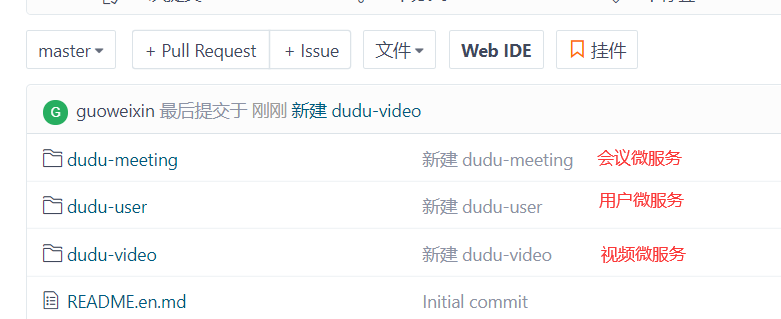 master + Pull Request + Issue 文件 Web IDE 挂件
G guoweixin 最后提交于 刚刚 新建 dudu-video
dudu-meeting 新建 dudu-meeting 会议微服务
dudu-user 新建 dudu-user 用户微服务
dudu-video 新建 dudu-video 视频微服务
README.en.md Initial commit